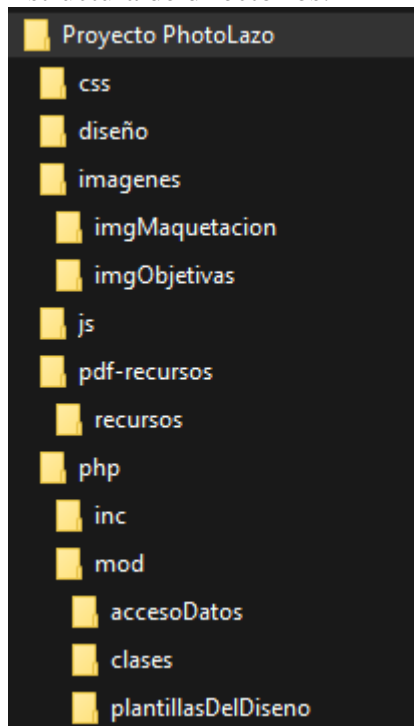 Proyecto PhotoLazo
css
diseño
imagenes
imgMaquetacion
imgObjetivas
js
pdf-recursos
recursos
php
inc
mod
accesoDatos
clases
plantillasDelDiseno